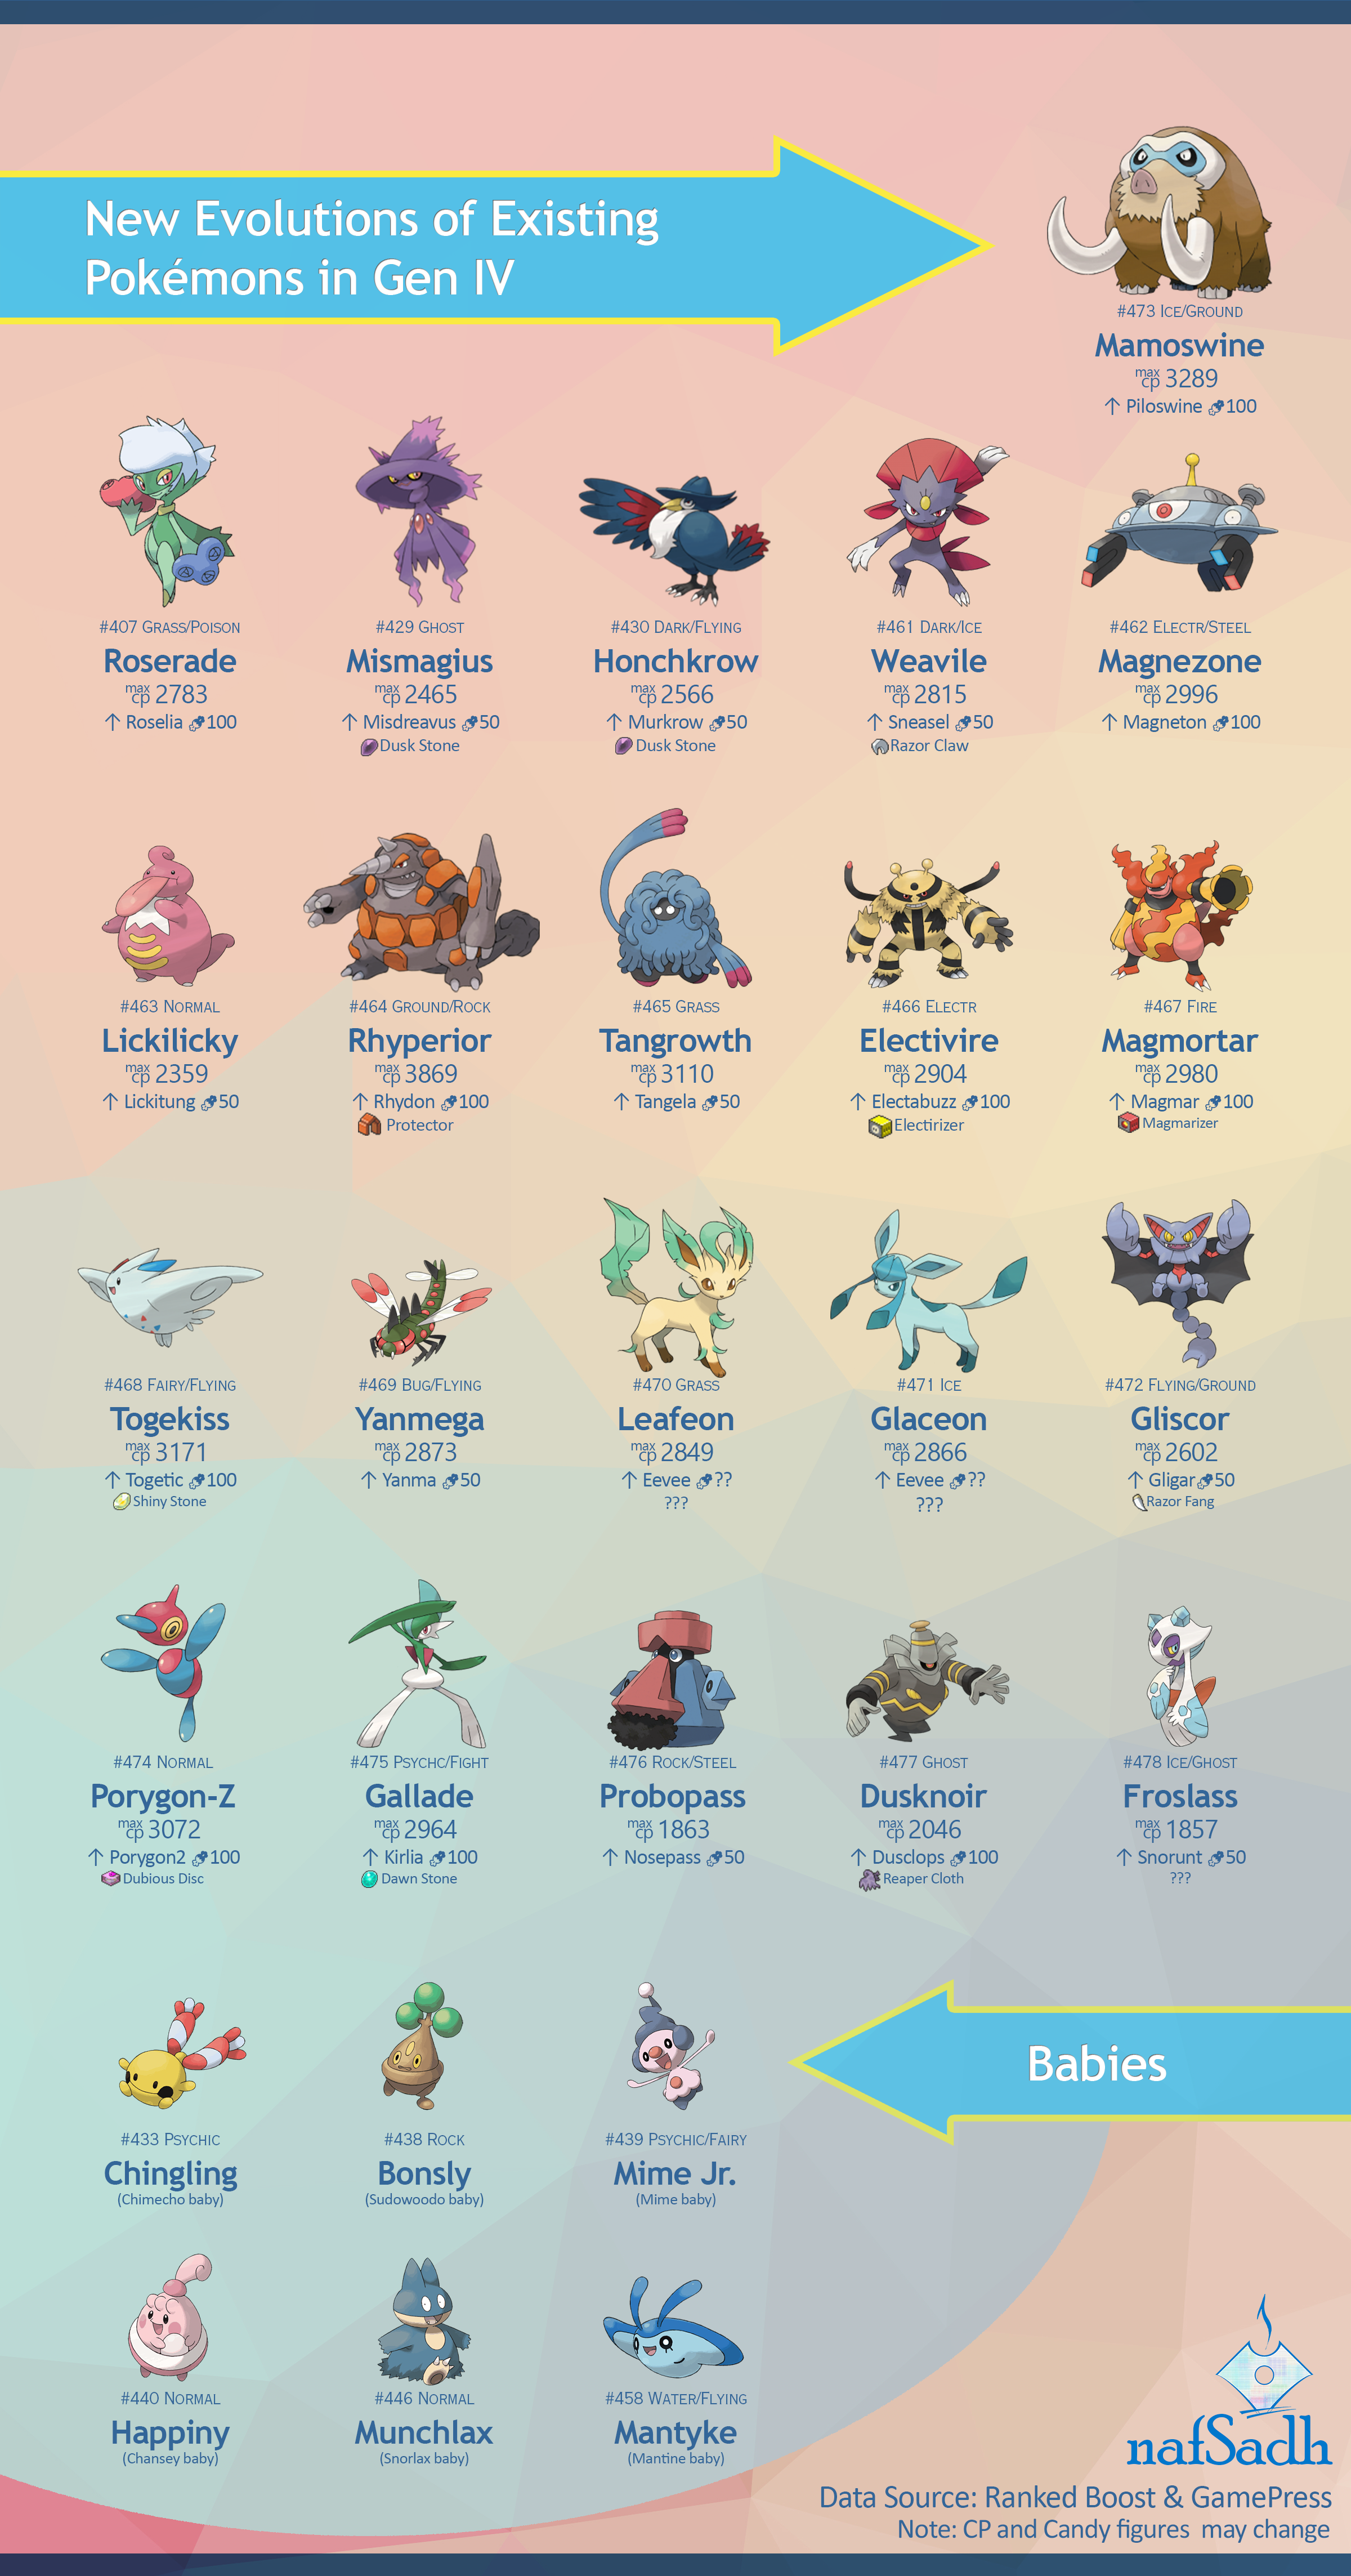 New Evolutions of Existing
Pokémons in Gen IV
#473 Ice/Ground
Mamoswine
max cp 3289
↑ Piloswine 100
#407 Grass/Poison
Roserade
max cp 2783
↑ Roselia 100
#429 Ghost
Mismagius
max cp 2465
↑ Misdreavus 50
Dusk Stone
#430 Dark/Flying
Honchkrow
max cp 2566
↑ Murkrow 50
Dusk Stone
#461 Dark/Ice
Weavile
max cp 2815
↑ Sneasel 50
Razor Claw
#462 Electr/Steel
Magnezone
max cp 2996
↑ Magneton 100
#463 Normal
Lickilicky
max cp 2359
↑ Lickitung 50
#464 Ground/Rock
Rhyperior
max cp 3869
↑ Rhydon 100
Protector
#465 Grass
Tangrowth
max cp 3110
↑ Tangela 50
#466 Electr
Electivire
max cp 2904
↑ Electabuzz 100
Electirizer
#467 Fire
Magmortar
max cp 2980
↑ Magmar 100
Magmarizer
#468 Fairy/Flying
Togekiss
max cp 3171
↑ Togetic 100
Shiny Stone
#469 Bug/Flying
Yanmega
max cp 2873
↑ Yanma 50
#470 Grass
Leafeon
max cp 2849
↑ Eevee ??
???
#471 Ice
Glaceon
max cp 2866
↑ Eevee ??
???
#472 Flying/Ground
Gliscor
max cp 2602
↑ Gligar 50
Razor Fang
#474 Normal
Porygon-Z
max cp 3072
↑ Porygon2 100
Dubious Disc
#475 Psychc/Fight
Gallade
max cp 2964
↑ Kirlia 100
Dawn Stone
#476 Rock/Steel
Probopass
max cp 1863
↑ Nosepass 50
#477 Ghost
Dusknoir
max cp 2046
↑ Dusclops 100
Reaper Cloth
#478 Ice/Ghost
Froslass
max cp 1857
↑ Snorunt 50
???
Babies
#433 Psychic
Chingling
(Chimecho baby)
#438 Rock
Bonsly
(Sudowoodo baby)
#439 Psychic/Fairy
Mime Jr.
(Mime baby)
#440 Normal
Happiny
(Chansey baby)
#446 Normal
Munchlax
(Snorlax baby)
#458 Water/Flying
Mantyke
(Mantine baby)
nafSadh
Data Source: Ranked Boost & GamePress
Note: CP and Candy figures may change